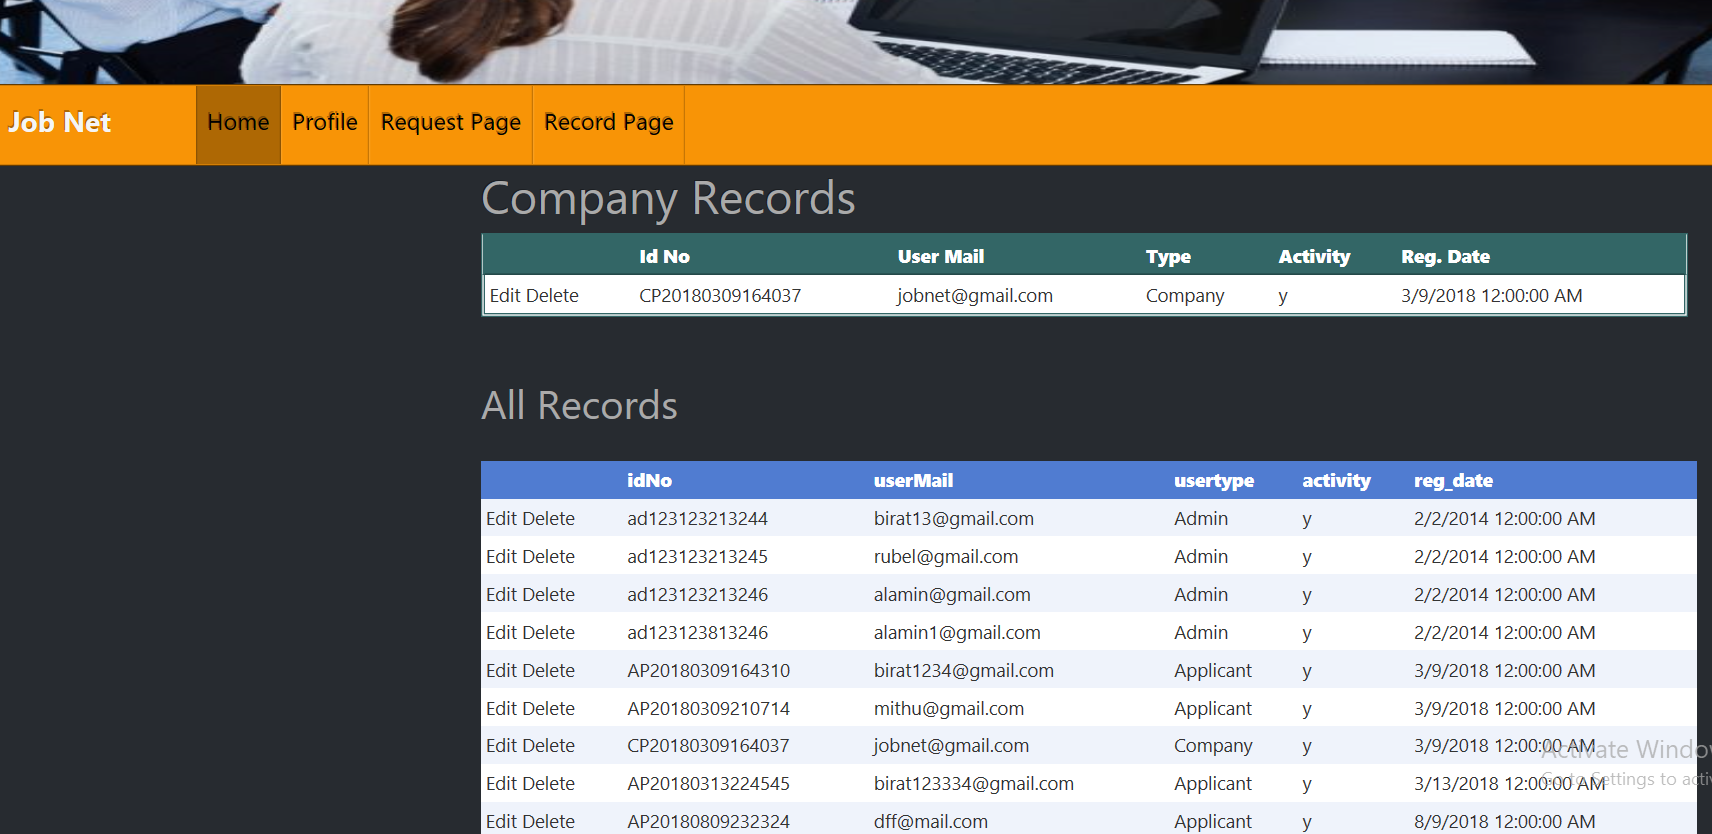 Job Net Home Profile Request Page Record Page
Company Records
Id No User Mail Type Activity Reg. Date
Edit Delete CP20180309164037 jobnet@gmail.com Company y 3/9/2018 12:00:00 AM
All Records
idNo userMail usertype activity reg_date
Edit Delete ad123123213244 birat13@gmail.com Admin y 2/2/2014 12:00:00 AM
Edit Delete ad123123213245 rubel@gmail.com Admin y 2/2/2014 12:00:00 AM
Edit Delete ad123123213246 alamin@gmail.com Admin y 2/2/2014 12:00:00 AM
Edit Delete ad123123813246 alamin1@gmail.com Admin y 2/2/2014 12:00:00 AM
Edit Delete AP20180309164310 birat1234@gmail.com Applicant y 3/9/2018 12:00:00 AM
Edit Delete AP20180309210714 mithu@gmail.com Applicant y 3/9/2018 12:00:00 AM
Edit Delete CP20180309164037 jobnet@gmail.com Company y 3/9/2018 12:00:00 AM
Activate Windo
Edit Delete AP20180313224545 birat123334@gmail.com Applicant y 3/13/2018 12:00:00 AM
Go to Settings to acti
Edit Delete AP20180809232324 dff@mail.com Applicant y 8/9/2018 12:00:00 AM